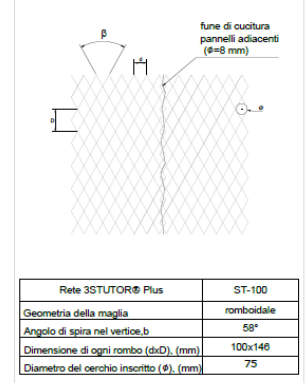 fune di cucitura
pannelli adiacenti
(ϕ=8 mm)
β
d
D
ø
Rete 3STUTOR® Plus ST-100
Geometria della maglia romboidale
Angolo di spira nel vertice,b 58°
Dimensione di ogni rombo (dxD), (mm) 100x146
Diametro del cerchio inscritto (ϕ), (mm) 75